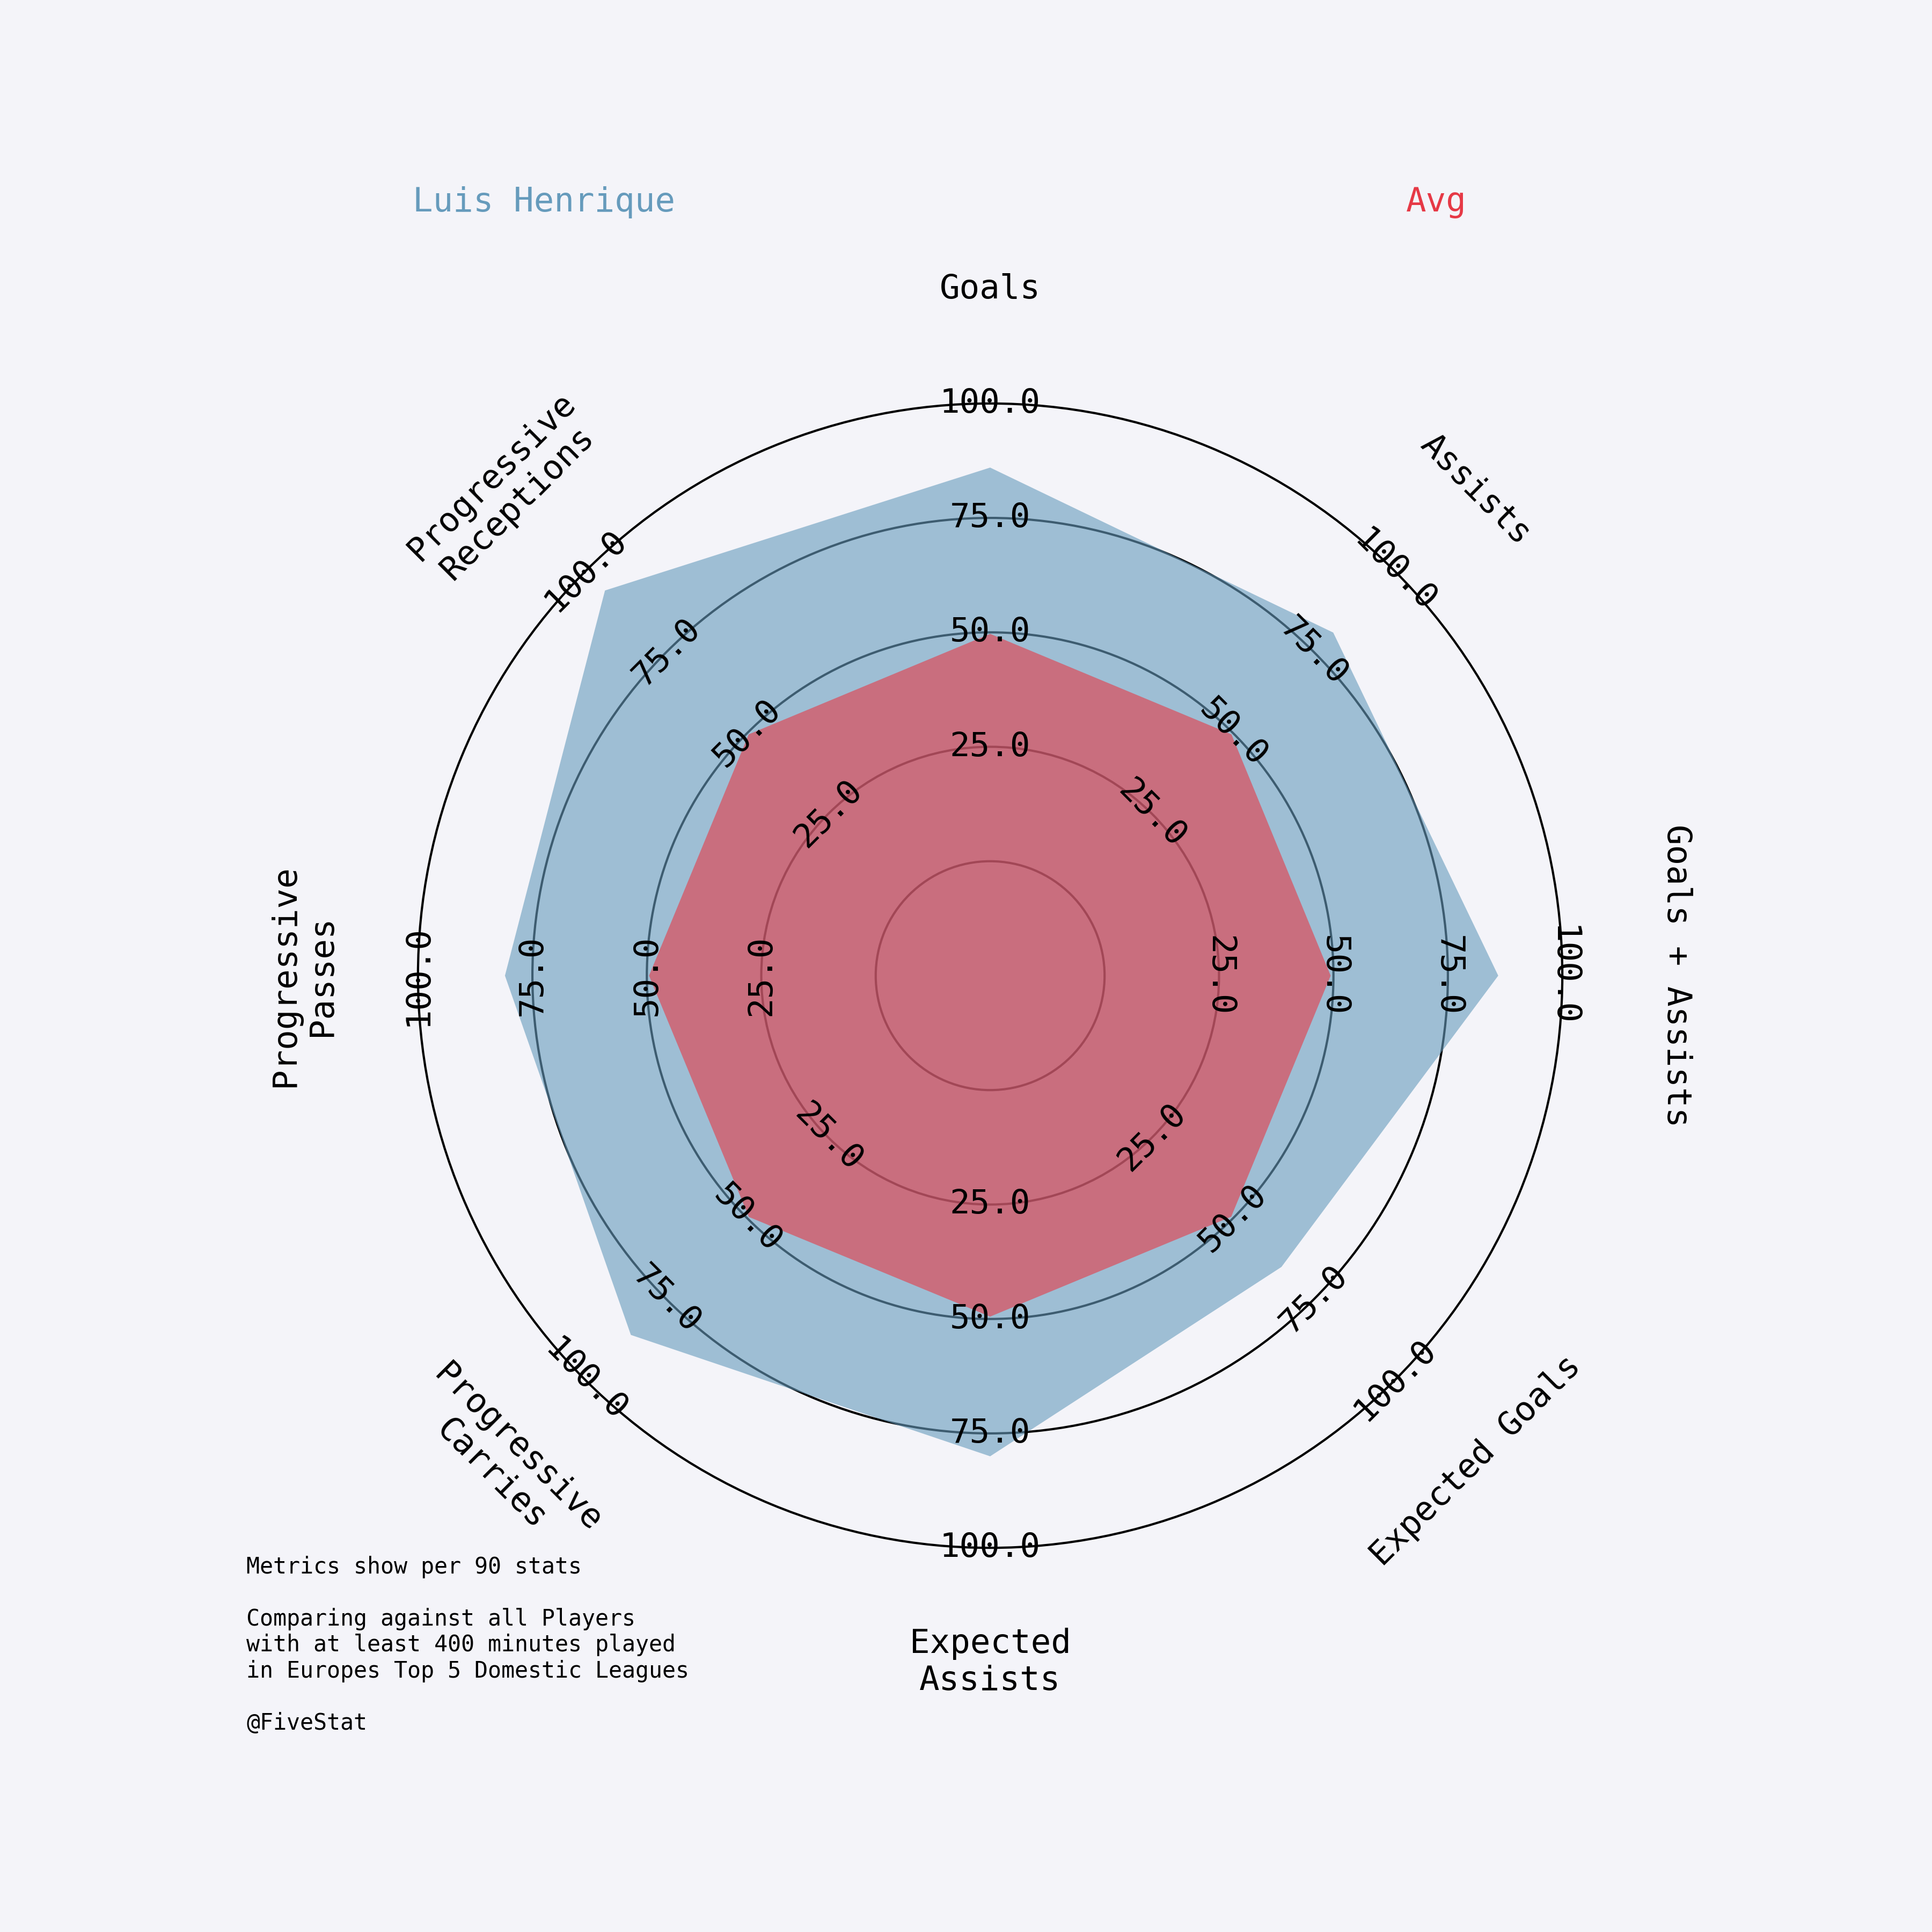 Luis Henrique
Avg
Goals
Assists
Goals + Assists
Expected Goals
Expected
Assists
Progressive
Carries
Progressive
Passes
Progressive
Receptions
25.0
50.0
75.0
100.0
25.0
50.0
75.0
100.0
25.0
50.0
75.0
100.0
25.0
50.0
75.0
100.0
25.0
50.0
75.0
100.0
25.0
50.0
75.0
100.0
25.0
50.0
75.0
100.0
25.0
50.0
75.0
100.0
Metrics show per 90 stats
Comparing against all Players
with at least 400 minutes played
in Europes Top 5 Domestic Leagues
@FiveStat